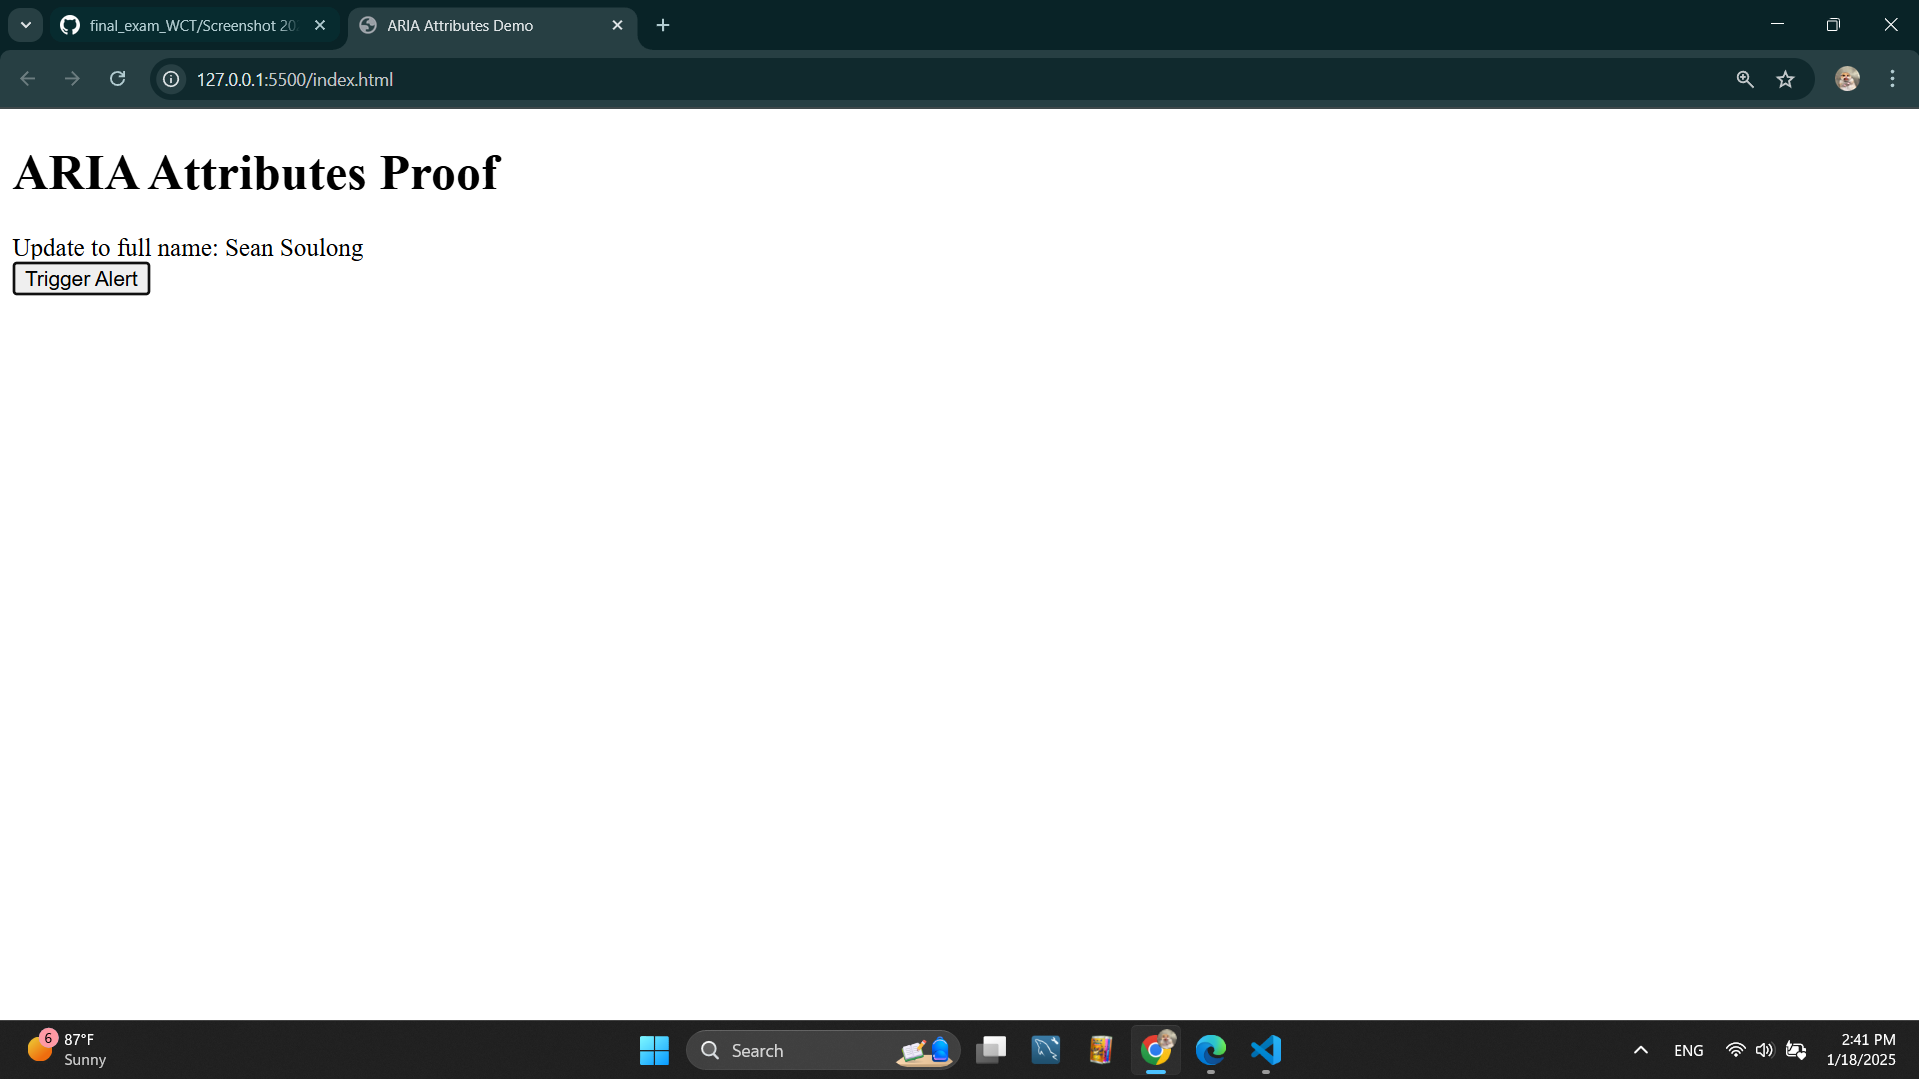 final_exam_WCT/Screenshot 20
ARIA Attributes Demo
127.0.0.1:5500/index.html
ARIA Attributes Proof
Update to full name: Sean Soulong
Trigger Alert
6
87°F
Sunny
Search
ENG
2:41 PM
1/18/2025